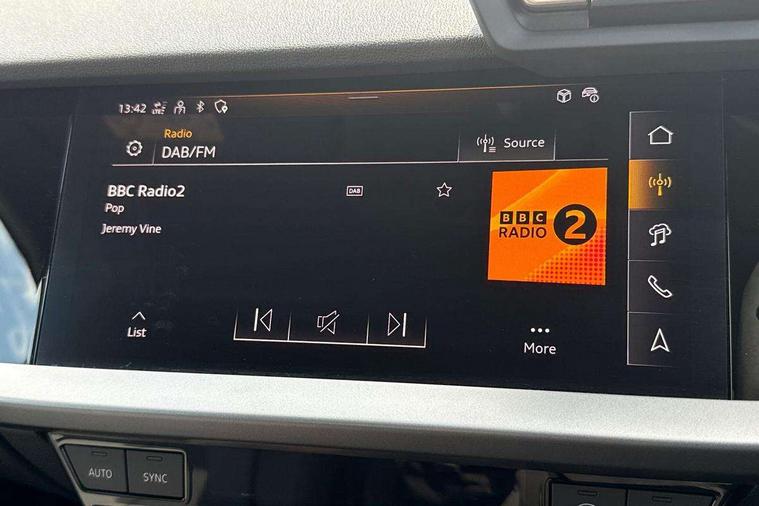 13:42
Radio
DAB/FM
Source
BBC Radio2
DAB
Pop
Jeremy Vine
BBC
RADIO 2
List
More
AUTO
SYNC